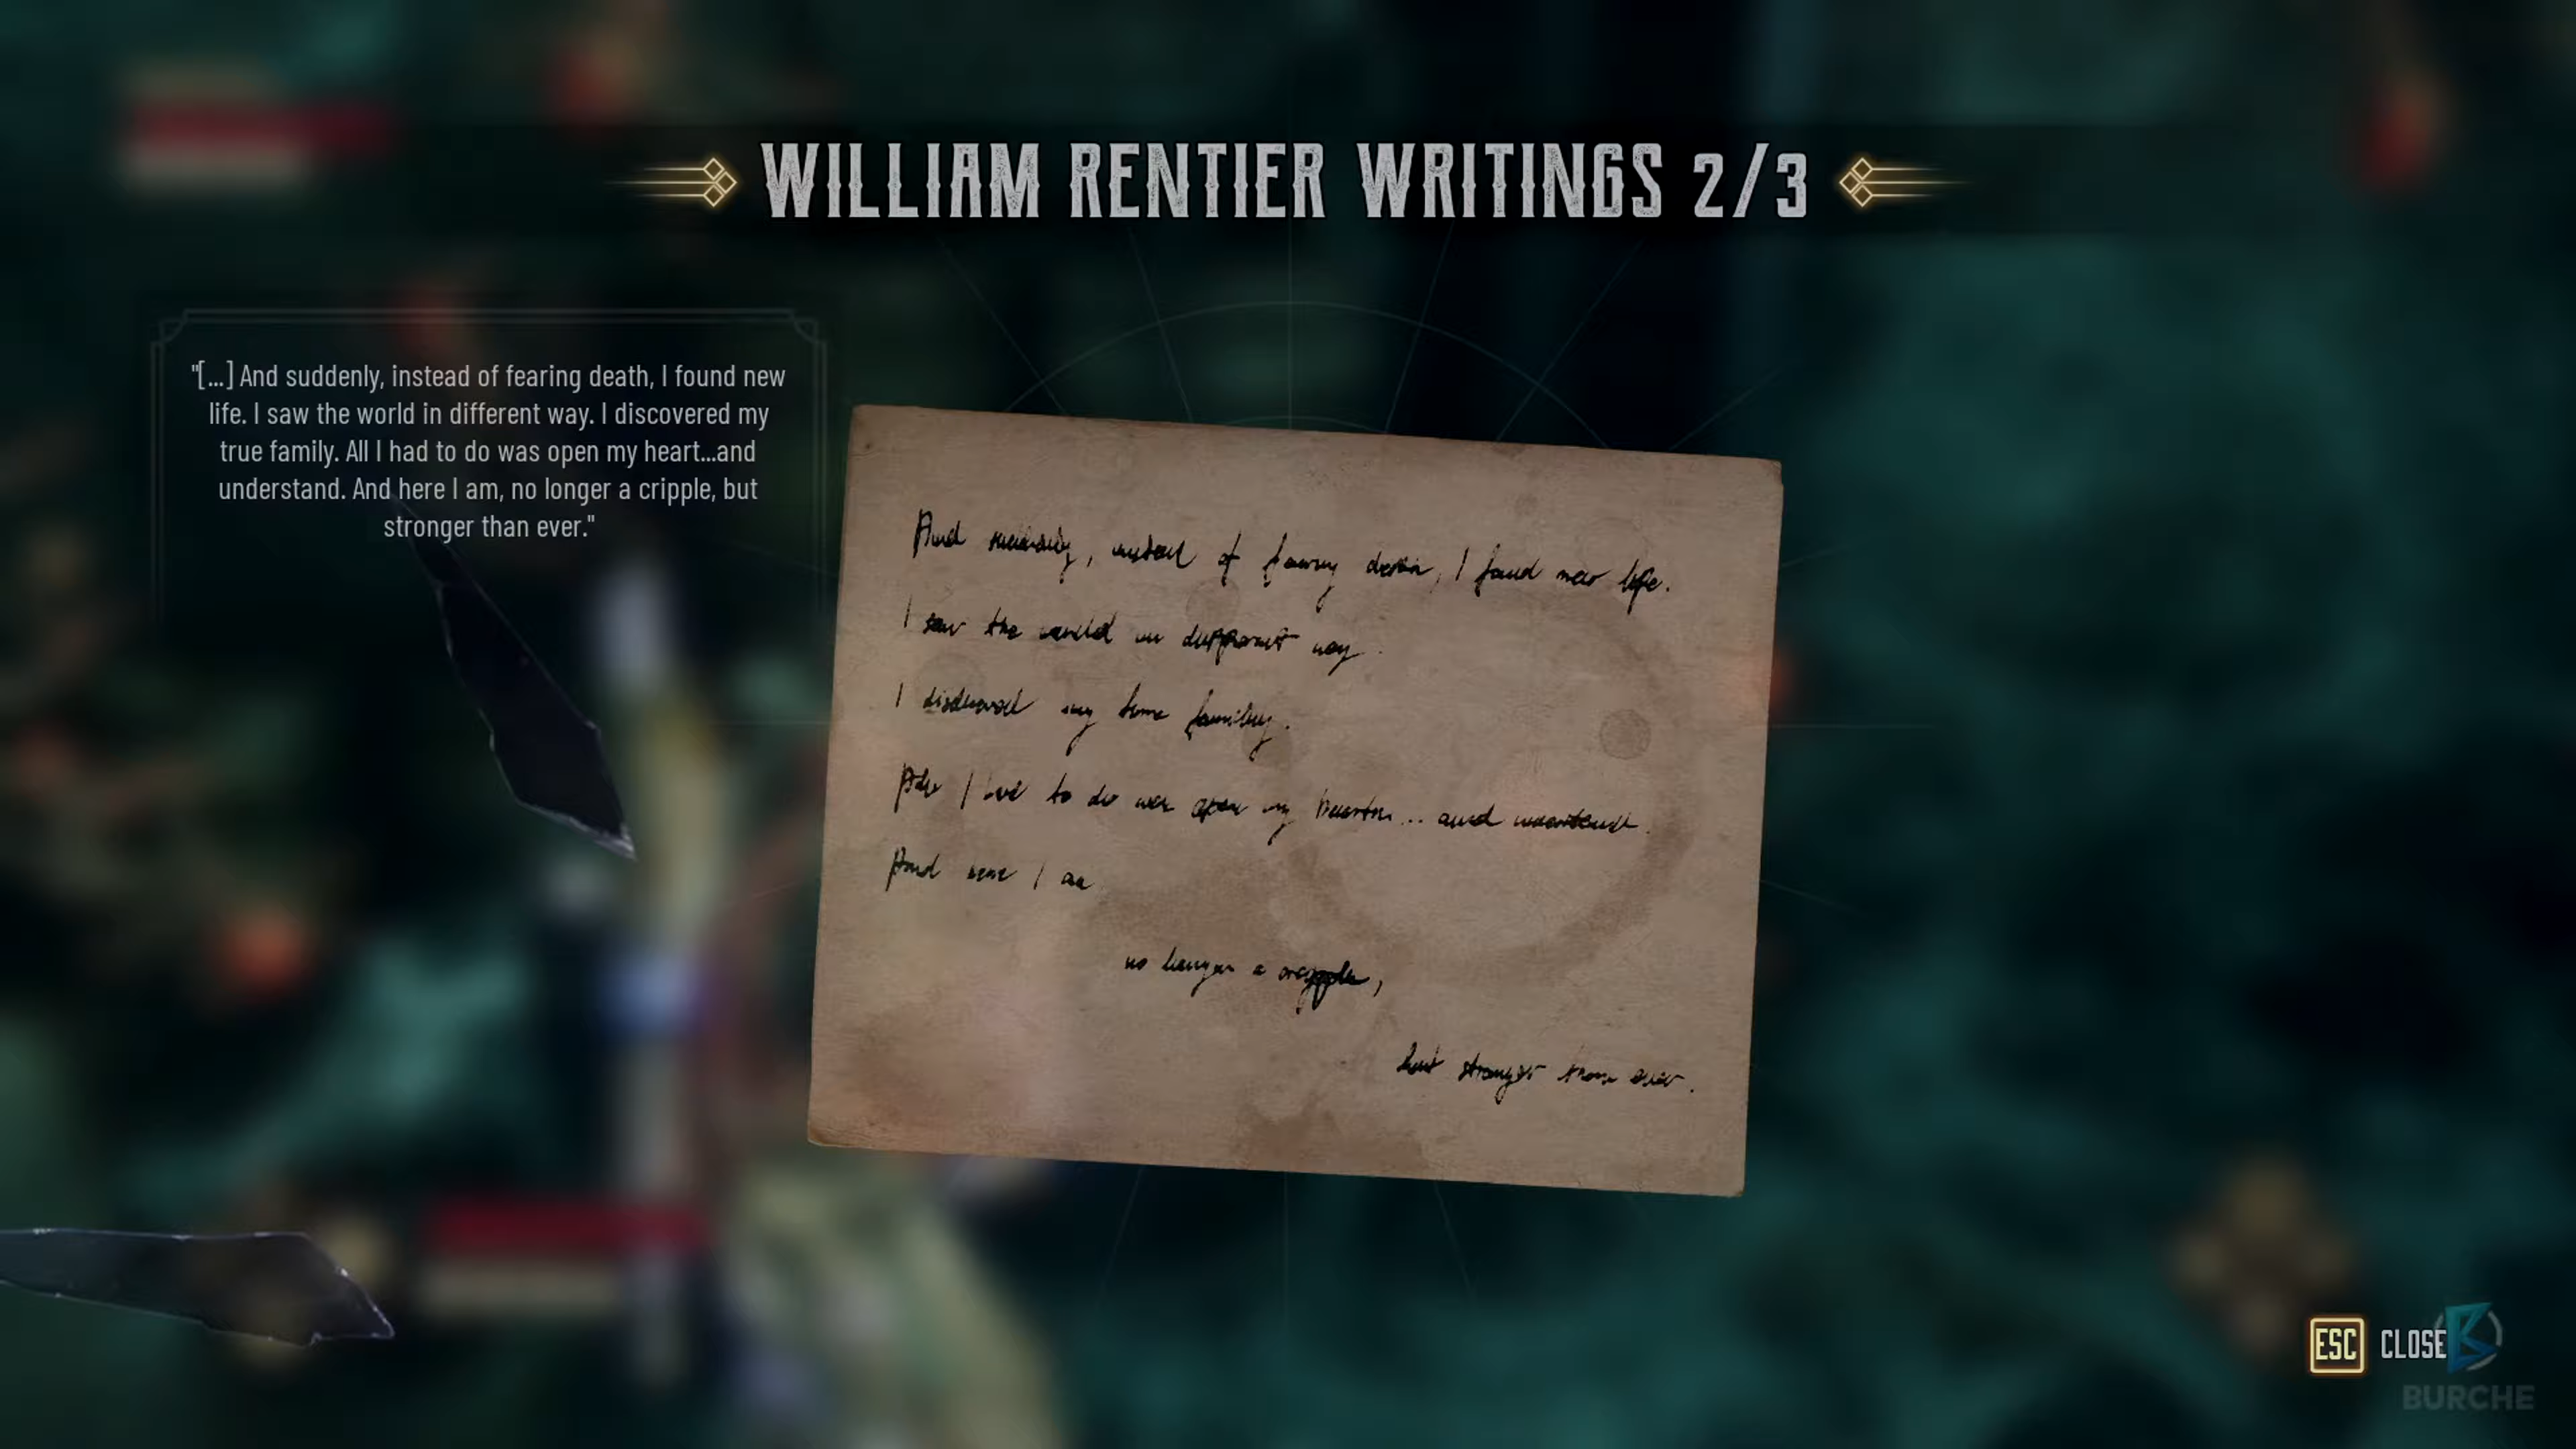 WILLIAM RENTIER WRITINGS 2/3
"[...] And suddenly, instead of fearing death, I found new
life. I saw the world in different way. I discovered my
true family. All I had to do was open my heart...and
understand. And here I am, no longer a cripple, but
stronger than ever."
And suddenly, instead of fearing death, I found new life.
I saw the world in different way.
I discovered my true family.
All I had to do was open my heart... and understand.
And here I am
no longer a cripple,
but stronger than ever.
ESC CLOSE
BURCHE